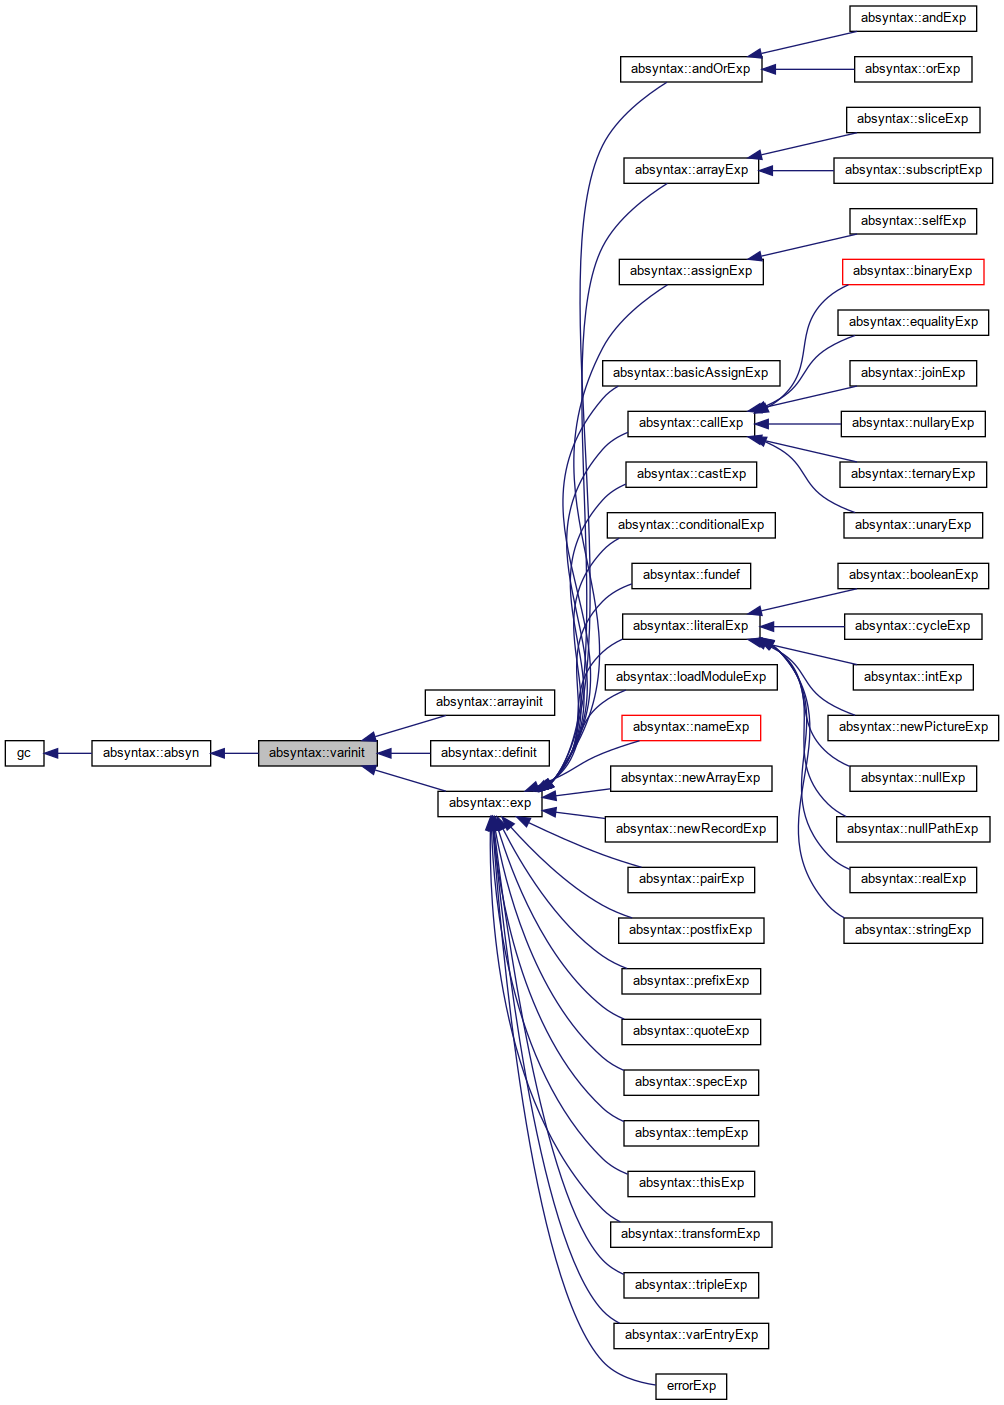 absyntax::andExp
absyntax::andOrExp
absyntax::orExp
absyntax::sliceExp
absyntax::arrayExp
absyntax::subscriptExp
absyntax::selfExp
absyntax::assignExp
absyntax::binaryExp
absyntax::equalityExp
absyntax::basicAssignExp
absyntax::joinExp
absyntax::callExp
absyntax::nullaryExp
absyntax::castExp
absyntax::ternaryExp
absyntax::conditionalExp
absyntax::unaryExp
absyntax::fundef
absyntax::booleanExp
absyntax::literalExp
absyntax::cycleExp
absyntax::loadModuleExp
absyntax::intExp
absyntax::arrayinit
absyntax::nameExp
absyntax::newPictureExp
gc
absyntax::absyn
absyntax::varinit
absyntax::definit
absyntax::newArrayExp
absyntax::nullExp
absyntax::exp
absyntax::newRecordExp
absyntax::nullPathExp
absyntax::pairExp
absyntax::realExp
absyntax::postfixExp
absyntax::stringExp
absyntax::prefixExp
absyntax::quoteExp
absyntax::specExp
absyntax::tempExp
absyntax::thisExp
absyntax::transformExp
absyntax::tripleExp
absyntax::varEntryExp
errorExp